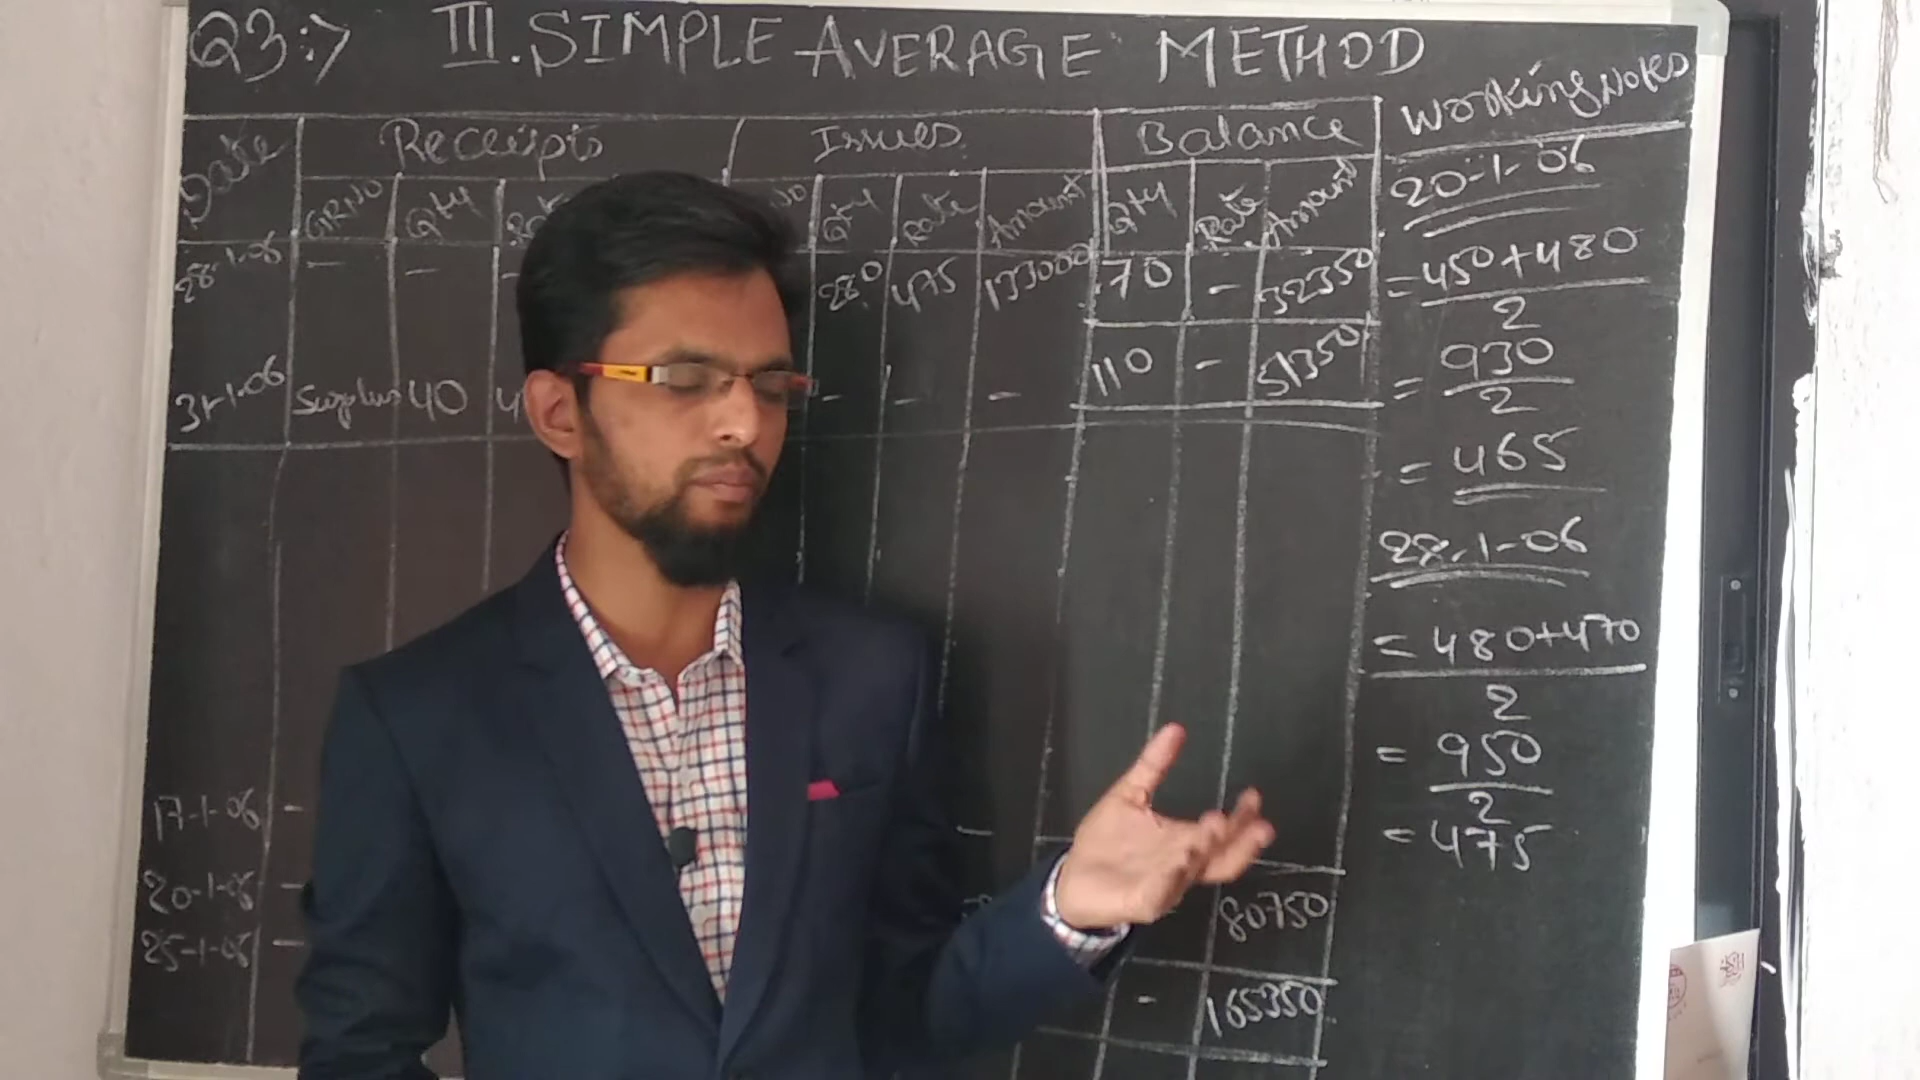 Q3:→ III. SIMPLE AVERAGE METHOD
Working Notes
Date Receipts Issues Balance
GRNO Qty Qty Rate Amount Qty Rate Amount
28-1-06 - - - 280 475 133000 70 - 32350
31-1-06 Surplus 40 4 - - - 110 - 51350
17-1-06 -
20-1-06 - 80750
25-1-06 - - 165350
20-1-06
= 450+480
2
= 930
2
= 465
28-1-06
= 480+470
2
= 950
2
= 475